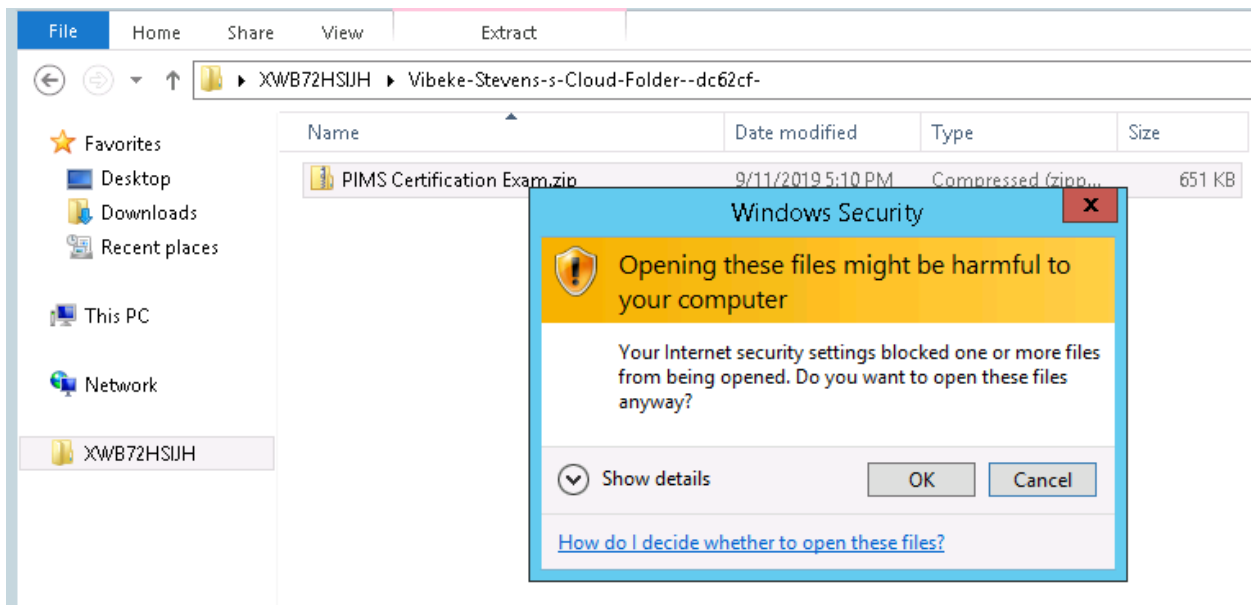 File Home Share View Extract
XWB72HSIJH Vibeke-Stevens-s-Cloud-Folder--dc62cf-
Name Date modified Type Size
Favorites
Desktop
Downloads
Recent places
This PC
Network
XWB72HSIJH
PIMS Certification Exam.zip 9/11/2019 5:10 PM Compressed (zipp... 651 KB
Windows Security
x
Opening these files might be harmful to
your computer
Your Internet security settings blocked one or more files
from being opened. Do you want to open these files
anyway?
Show details OK Cancel
How do I decide whether to open these files?